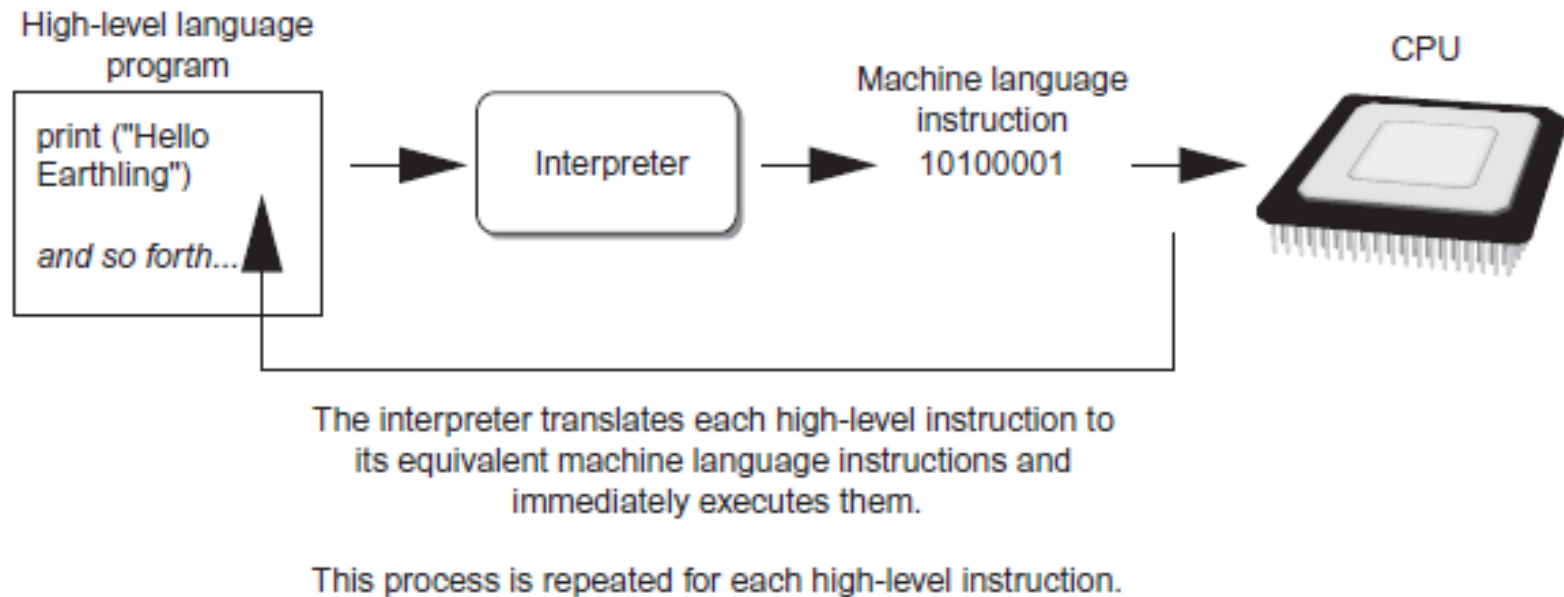 High-level language
program
print ("Hello
Earthling")
and so forth...
Interpreter
Machine language
instruction
10100001
CPU
The interpreter translates each high-level instruction to
its equivalent machine language instructions and
immediately executes them.
This process is repeated for each high-level instruction.